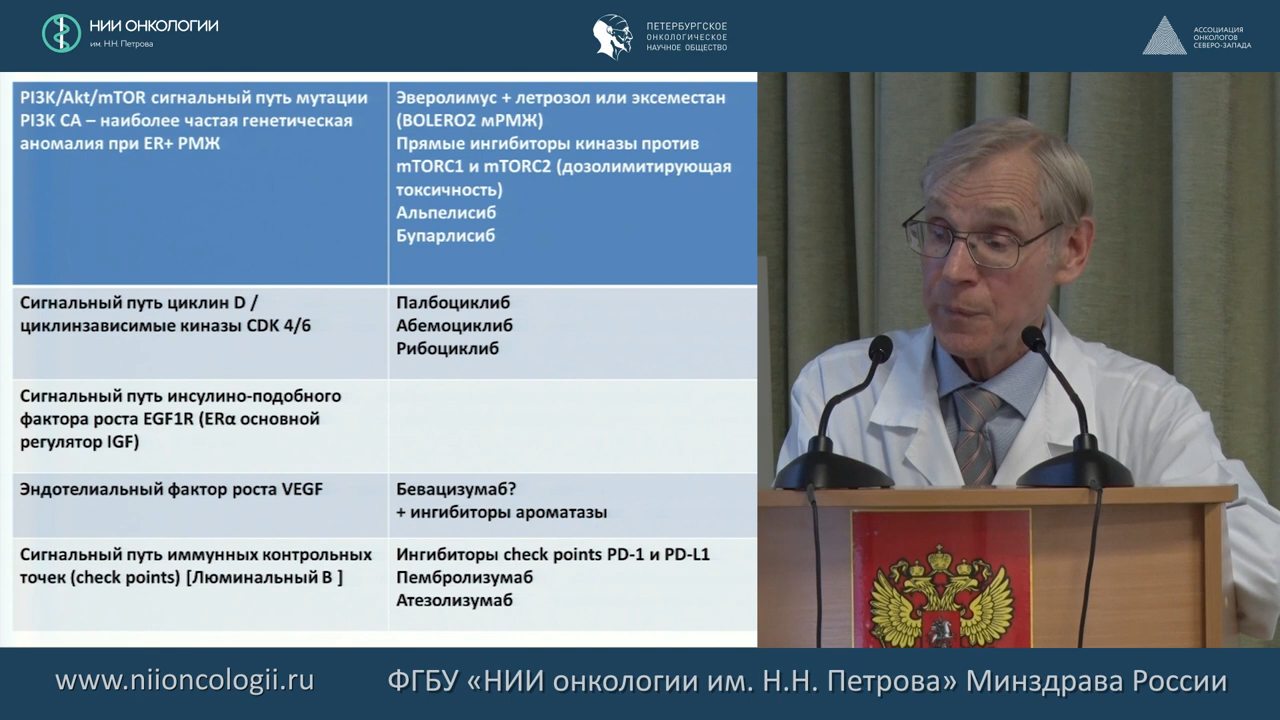 НИИ ОНКОЛОГИИ
им. Н.Н. Петрова
ПЕТЕРБУРГСКОЕ
ОНКОЛОГИЧЕСКОЕ
НАУЧНОЕ ОБЩЕСТВО
АССОЦИАЦИЯ
ОНКОЛОГОВ
СЕВЕРО-ЗАПАДА
PI3K/Akt/mTOR сигнальный путь мутации
PI3K CA – наиболее частая генетическая
аномалия при ER+ РМЖ
Эверолимус + летрозол или эксеместан
(BOLERO2 мРМЖ)
Прямые ингибиторы киназы против
mTORC1 и mTORC2 (дозолимитирующая
токсичность)
Альпелисиб
Бупарлисиб
Сигнальный путь циклин D /
циклинзависимые киназы CDK 4/6
Палбоциклиб
Абемоциклиб
Рибоциклиб
Сигнальный путь инсулино-подобного
фактора роста EGF1R (ERα основной
регулятор IGF)
Эндотелиальный фактор роста VEGF
Бевацизумаб?
+ ингибиторы ароматазы
Сигнальный путь иммунных контрольных
точек (check points) [Люминальный В ]
Ингибиторы check points PD-1 и PD-L1
Пембролизумаб
Атезолизумаб
www.niioncologii.ru
ФГБУ «НИИ онкологии им. Н.Н. Петрова» Минздрава России